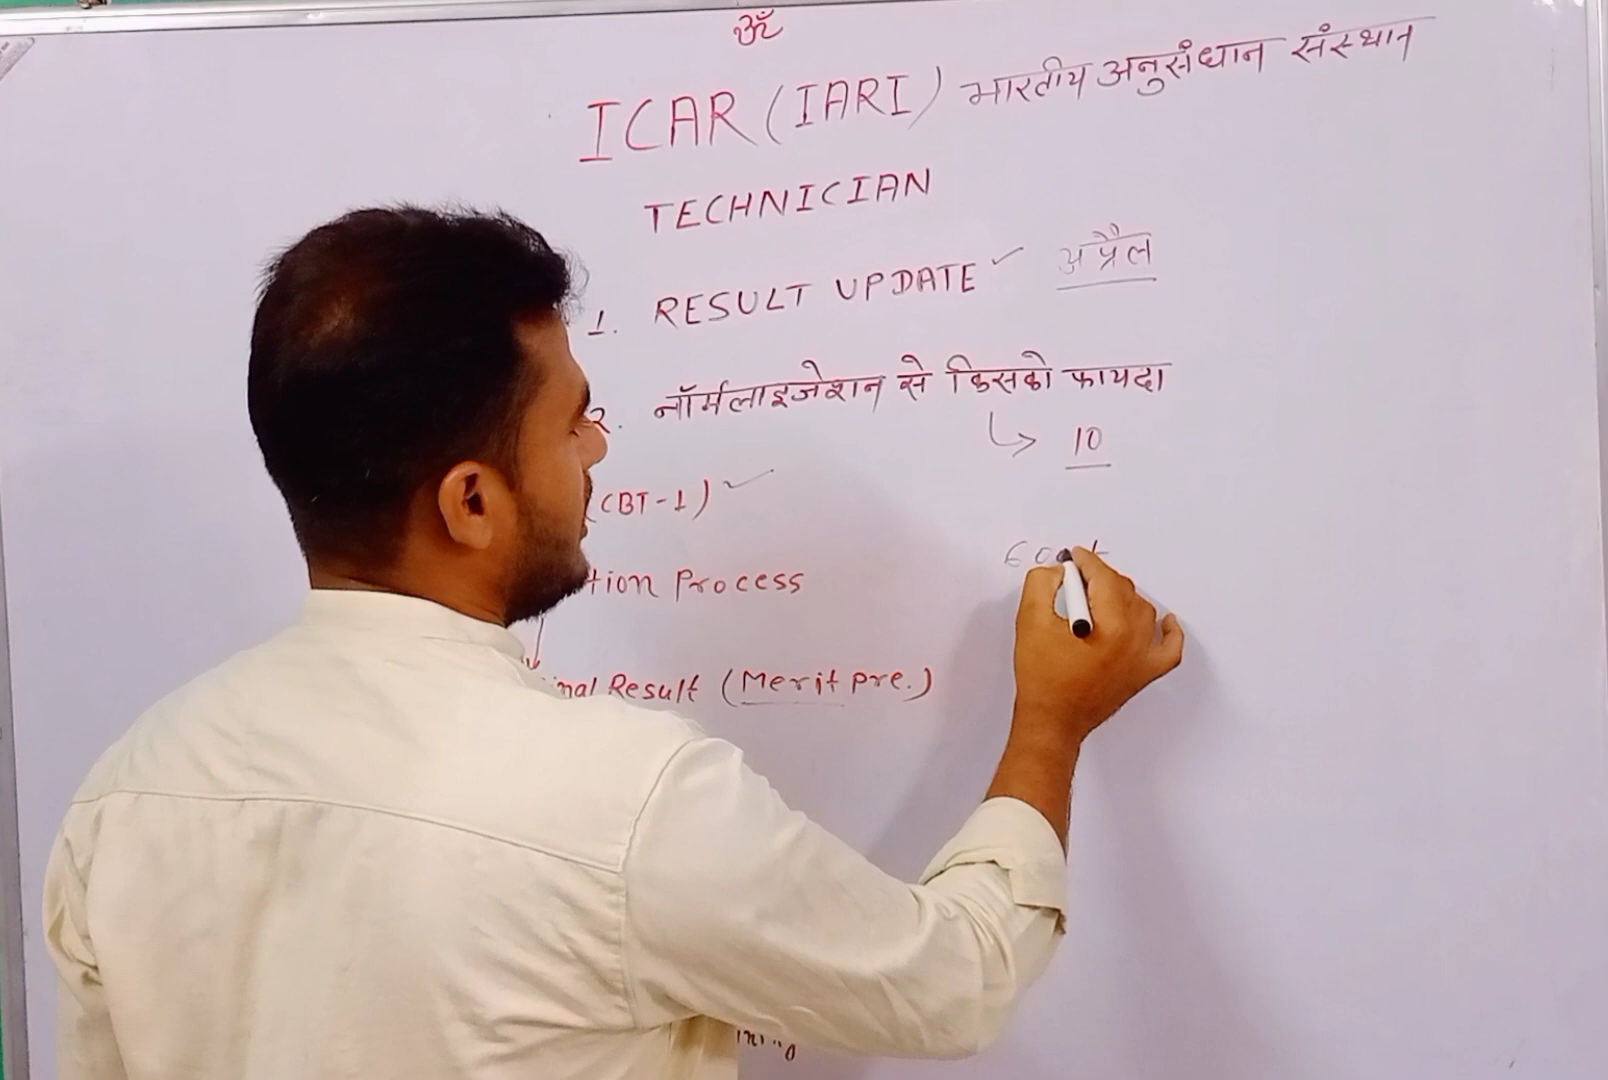 ॐ
ICAR (IARI) भारतीय अनुसंधान संस्थान
TECHNICIAN
1. RESULT UPDATE ✓ अप्रैल
2. नॉर्मलाइजेशन से किसको फायदा
↳ 10
(CBT-1) ✓
tion Process
nal Result (Merit pre.)